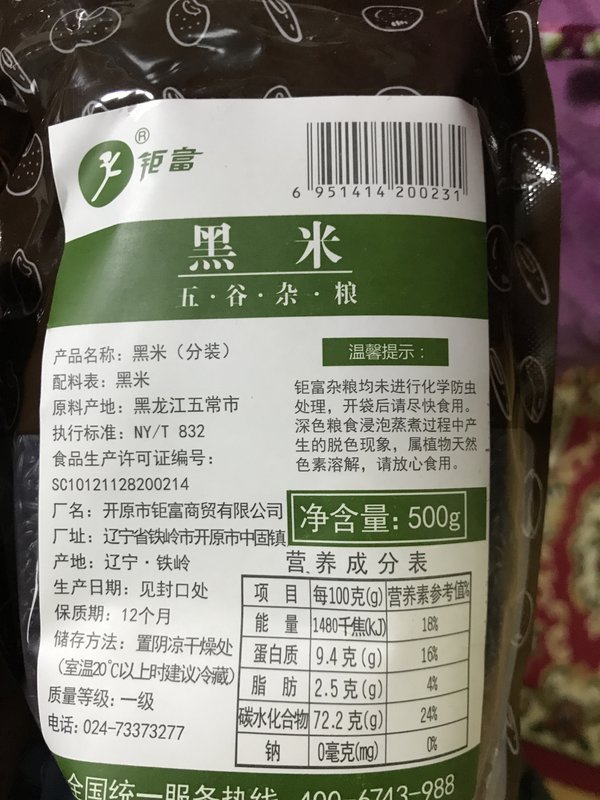 ® 钜富
6 951414 200231
黑 米
五·谷·杂·粮
产品名称：黑米（分装）
配料表：黑米
原料产地：黑龙江五常市
执行标准：NY/T 832
食品生产许可证编号：
SC10121128200214
厂名：开原市钜富商贸有限公司
厂址：辽宁省铁岭市开原市中固镇
产地：辽宁·铁岭
生产日期：见封口处
保质期：12个月
储存方法：置阴凉干燥处
（室温20℃以上时建议冷藏）
质量等级：一级
电话：024-73373277
温馨提示：
钜富杂粮均未进行化学防虫
处理，开袋后请尽快食用。
深色粮食浸泡蒸煮过程中产
生的脱色现象，属植物天然
色素溶解，请放心食用。
净含量：500g
营养成分表
项 目 每100克(g) 营养素参考值%
能 量 1480千焦(kJ) 18%
蛋白质 9.4克(g) 16%
脂 肪 2.5克(g) 4%
碳水化合物 72.2克(g) 24%
钠 0毫克(mg) 0%
全国统一服务热线 400-6743-988